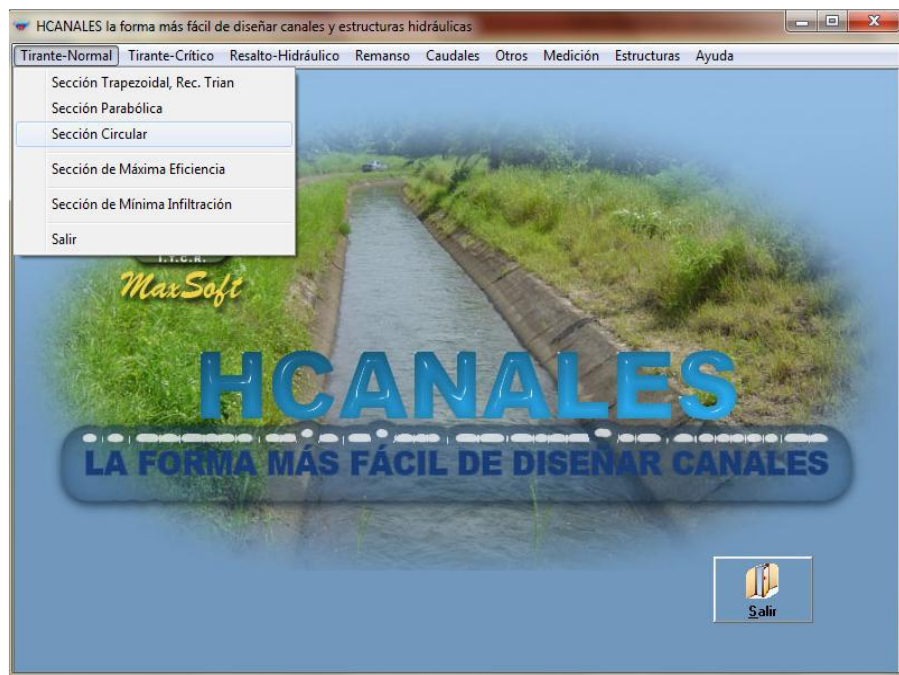 HCANALES la forma más fácil de diseñar canales y estructuras hidráulicas
Tirante-Normal Tirante-Crítico Resalto-Hidráulico Remanso Caudales Otros Medición Estructuras Ayuda
Sección Trapezoidal, Rec. Trian
Sección Parabólica
Sección Circular
Sección de Máxima Eficiencia
Sección de Mínima Infiltración
Salir
I.T.C.R.
MaxSoft
HCANALES
LA FORMA MÁS FÁCIL DE DISEÑAR CANALES
Salir